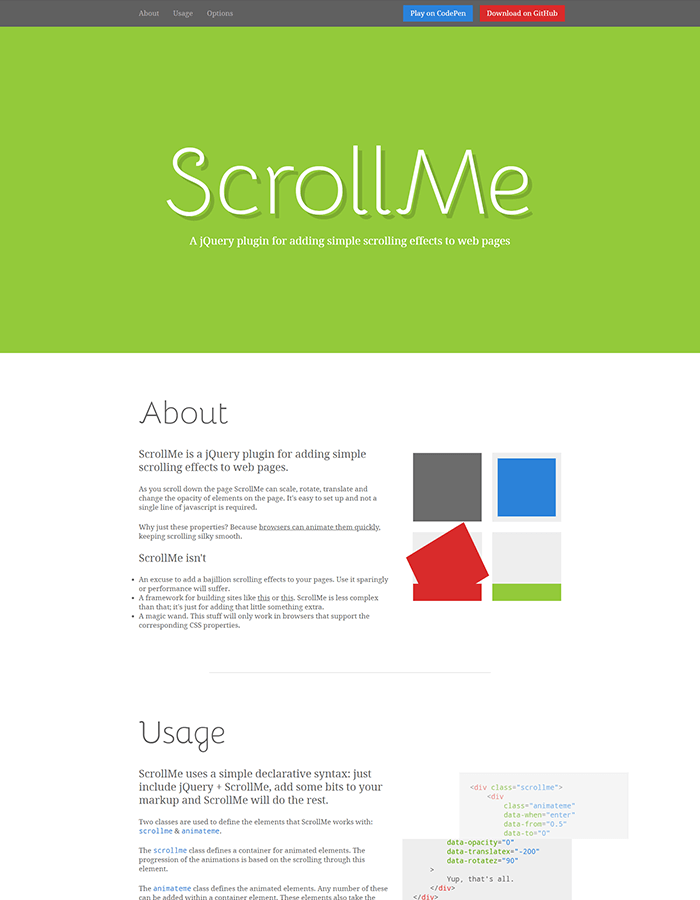 About Usage Options Play on CodePen Download on GitHub
ScrollMe
A jQuery plugin for adding simple scrolling effects to web pages
About
ScrollMe is a jQuery plugin for adding simple
scrolling effects to web pages.
As you scroll down the page ScrollMe can scale, rotate, translate and
change the opacity of elements on the page. It's easy to set up and not a
single line of javascript is required.
Why just these properties? Because browsers can animate them quickly,
keeping scrolling silky smooth.
ScrollMe isn't
• An excuse to add a bajillion scrolling effects to your pages. Use it sparingly
or performance will suffer.
• A framework for building sites like this or this. ScrollMe is less complex
than that; it's just for adding that little something extra.
• A magic wand. This stuff will only work in browsers that support the
corresponding CSS properties.
Usage
ScrollMe uses a simple declarative syntax: just
include jQuery + ScrollMe, add some bits to your
markup and ScrollMe will do the rest.
Two classes are used to define the elements that ScrollMe works with:
scrollme & animateme.
The scrollme class defines a container for animated elements. The
progression of the animations is based on the scrolling through this
element.
The animateme class defines the animated elements. Any number of these
can be added within a container element. These elements also take the
<div class="scrollme">
<div
class="animateme"
data-when="enter"
data-from="0.5"
data-to="0"
data-opacity="0"
data-translatex="-200"
data-rotatez="90"
>
Yup, that's all.
</div>
</div>